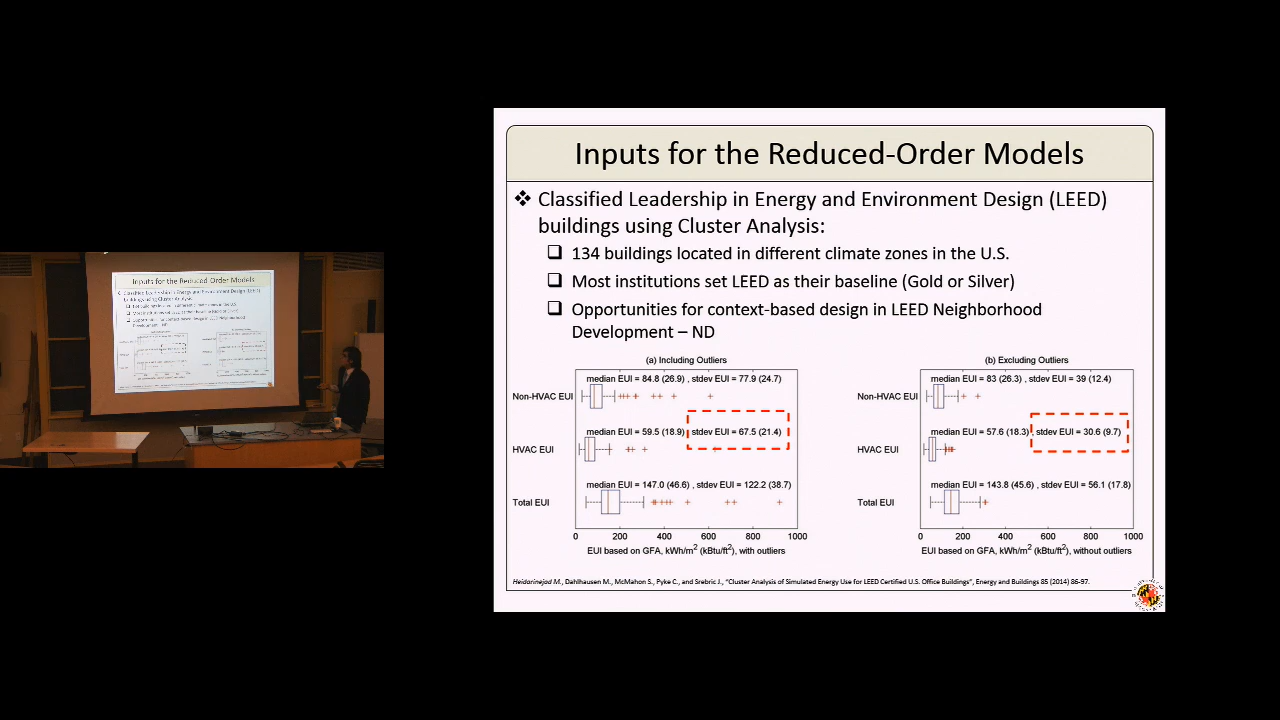 Inputs for the Reduced-Order Models
Classified Leadership in Energy and Environment Design (LEED)
buildings using Cluster Analysis:
134 buildings located in different climate zones in the U.S.
Most institutions set LEED as their baseline (Gold or Silver)
Opportunities for context-based design in LEED Neighborhood
Development – ND
(a) Including Outliers
median EUI = 84.8 (26.9) , stdev EUI = 77.9 (24.7)
Non-HVAC EUI
median EUI = 59.5 (18.9) , stdev EUI = 67.5 (21.4)
HVAC EUI
median EUI = 147.0 (46.6) , stdev EUI = 122.2 (38.7)
Total EUI
0 200 400 600 800 1000
EUI based on GFA, kWh/m2 (kBtu/ft2), with outliers
(b) Excluding Outliers
median EUI = 83 (26.3) , stdev EUI = 39 (12.4)
Non-HVAC EUI
median EUI = 57.6 (18.3) , stdev EUI = 30.6 (9.7)
HVAC EUI
median EUI = 143.8 (45.6) , stdev EUI = 56.1 (17.8)
Total EUI
0 200 400 600 800 1000
EUI based on GFA, kWh/m2 (kBtu/ft2), without outliers
Heidarinejad M., Dahlhausen M., McMahon S., Pyke C., and Srebric J., "Cluster Analysis of Simulated Energy Use for LEED Certified U.S. Office Buildings", Energy and Buildings 85 (2014) 86-97.
Inputs for the Reduced-Order Models